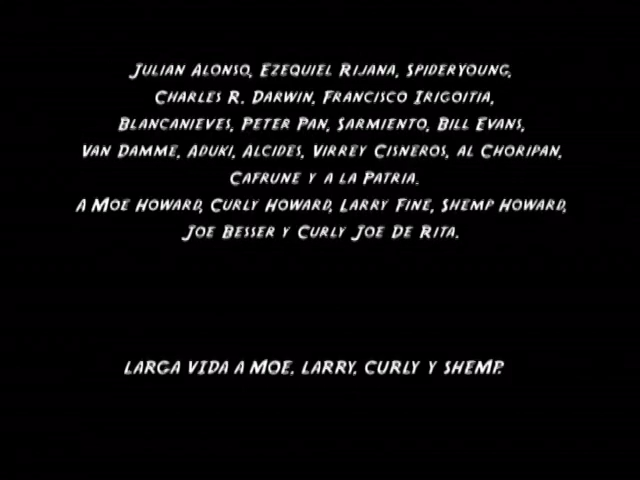 Julian Alonso, Ezequiel Rijana, Spideryoung,
Charles R. Darwin, Francisco Irigoitia,
Blancanieves, Peter Pan, Sarmiento, Bill Evans,
Van Damme, Aduki, Alcides, Virrey Cisneros, al Choripan,
Cafrune y a la Patria.
A Moe Howard, Curly Howard, Larry Fine, Shemp Howard,
Joe Besser y Curly Joe De Rita.
LARGA VIDA A MOE, LARRY, CURLY Y SHEMP.